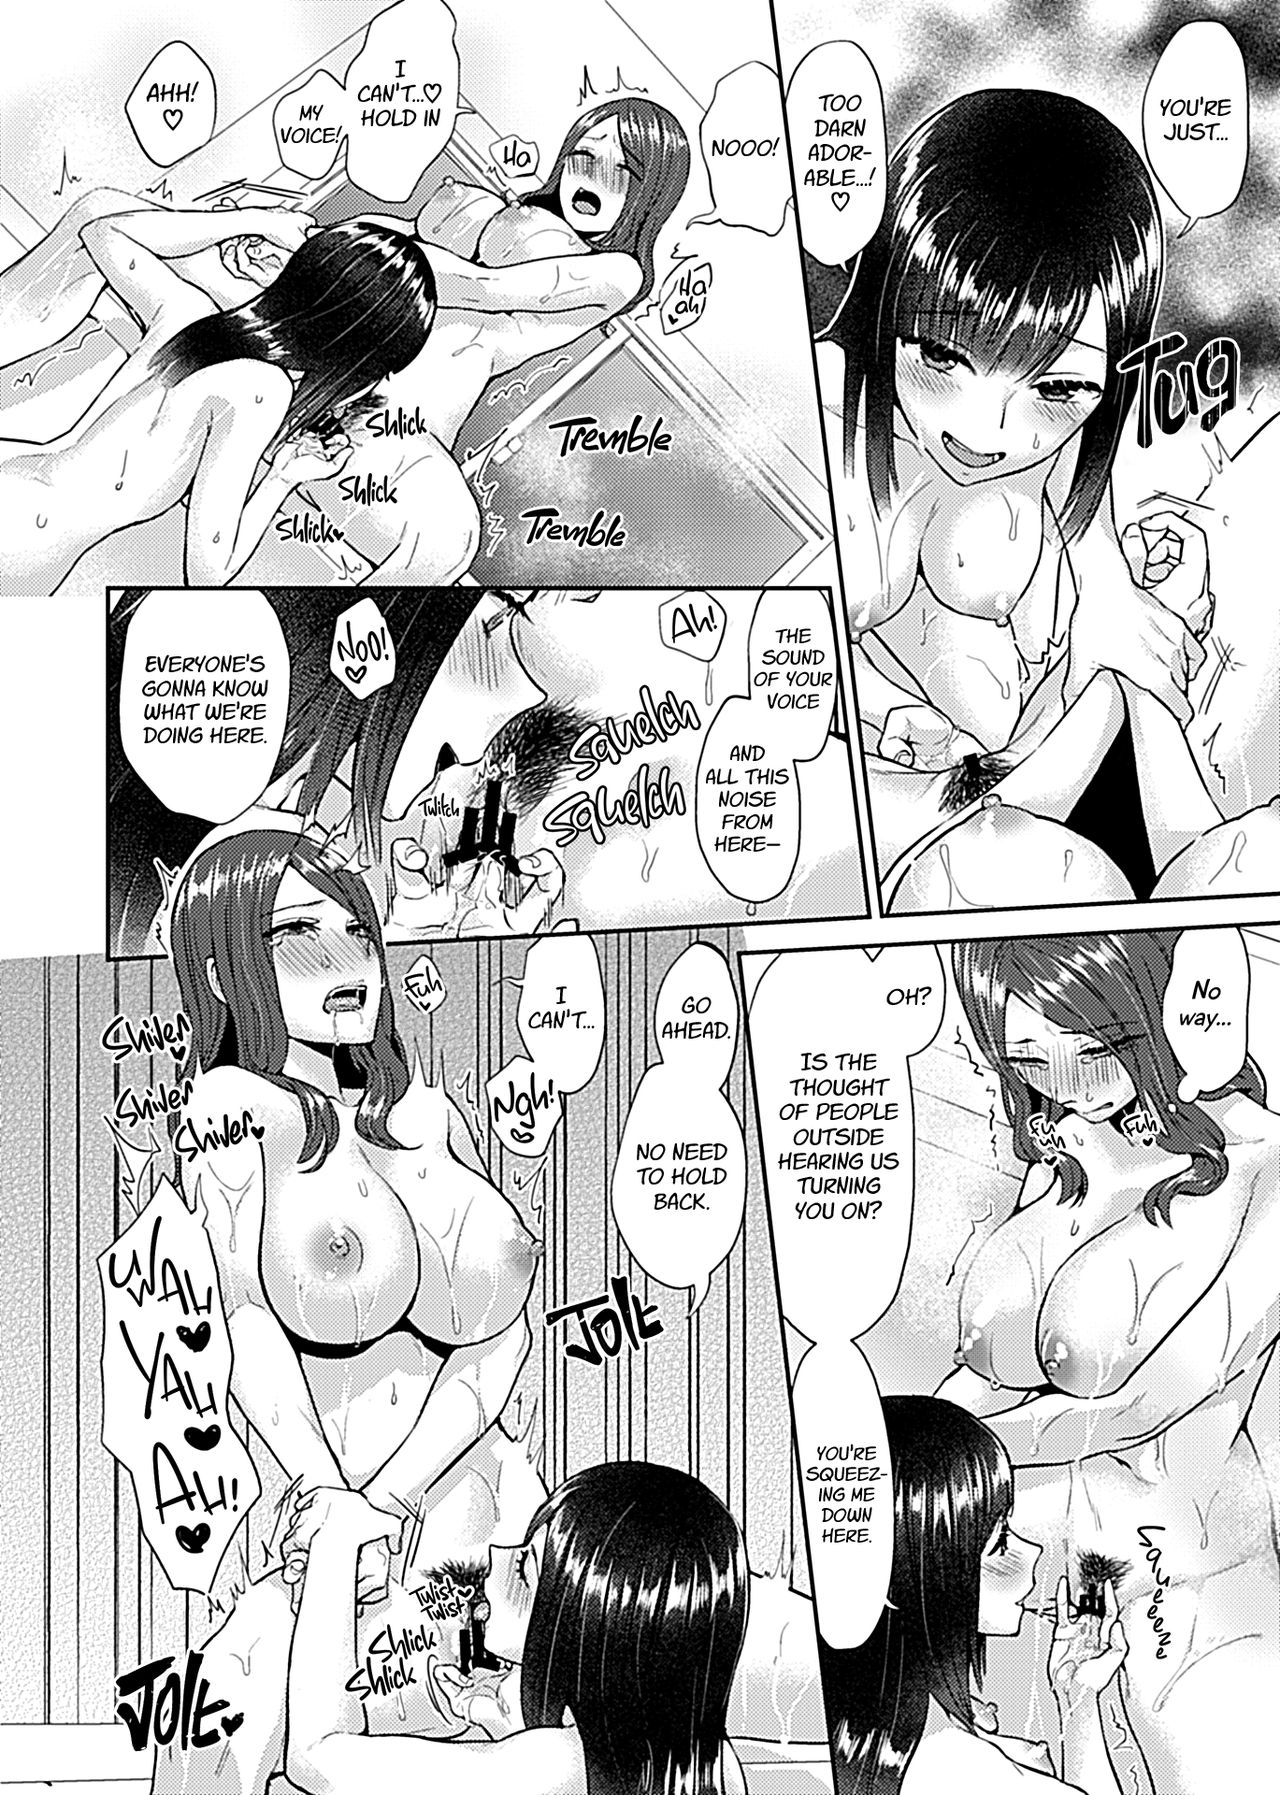 YOU'RE
JUST...
TOO
DARN
ADOR-
ABLE...!
♡
Tug
NOOO!
I
CAN'T...♡
HOLD IN
MY
VOICE!
AHH!
♡
Ha
Ha
ah
♥
Shlick
Shlick
Shlick♥
Tremble
Tremble
THE
SOUND
OF YOUR
VOICE
AND
ALL THIS
NOISE
FROM
HERE—
Ah!
Squelch
Squelch
Twitch
NOO!
♥
EVERYONE'S
GONNA KNOW
WHAT WE'RE
DOING HERE.
No
way...
Fu
uh
♥
Fuh
♥
OH?
IS THE
THOUGHT
OF PEOPLE
OUTSIDE
HEARING US
TURNING
YOU ON?
YOU'RE
SQUEEZ-
ING ME
DOWN
HERE.
Squeeeze
GO
AHEAD.
NO NEED
TO HOLD
BACK.
I
CAN'T...
Ngh!
♥
Fuh
♥
Shiver♥
Shiver
Shiver♥
Jolt
UWAH♥
YAH♥
AH!♥
Twist♥
Twist
Shlick
Shlick
Jolt♥